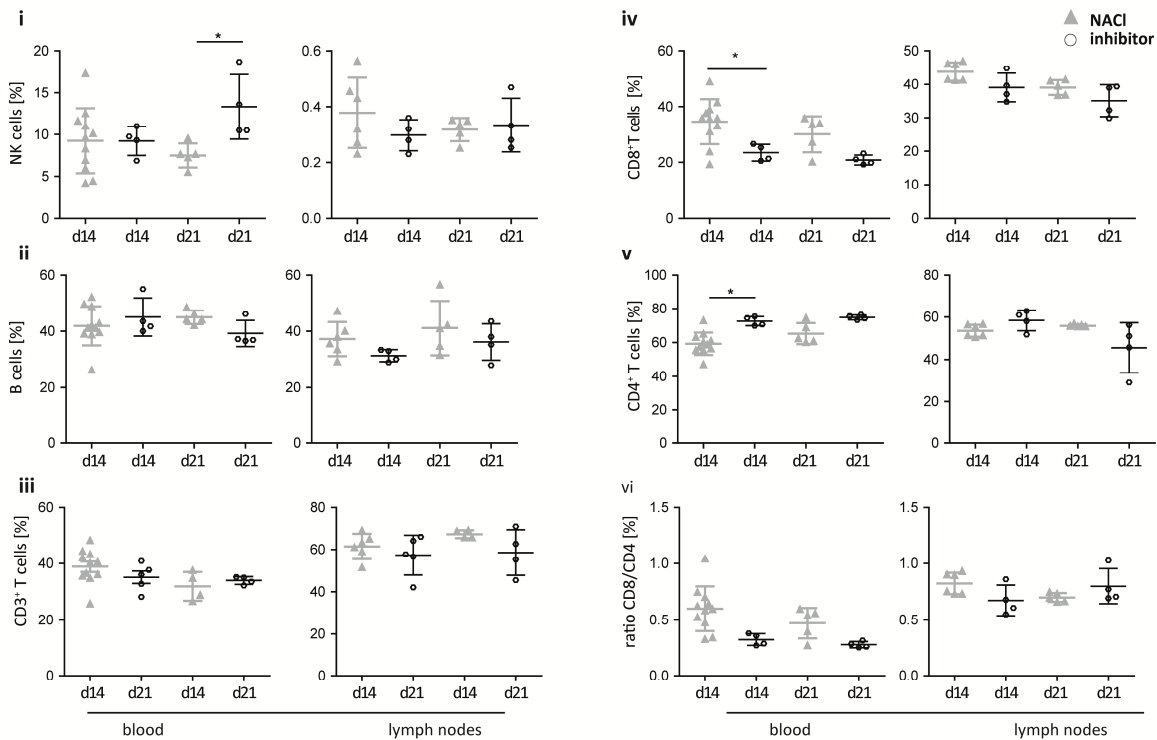 i
NK cells [%]
20
15
10
5
0
*
d14 d14 d21 d21
0.6
0.4
0.2
0.0
d14 d14 d21 d21
ii
B cells [%]
60
40
20
0
d14 d14 d21 d21
60
40
20
0
d14 d14 d21 d21
iii
CD3+ T cells [%]
60
40
20
0
d14 d21 d14 d21
80
60
40
20
0
d14 d21 d14 d21
blood lymph nodes
iv
NACl
inhibitor
CD8+T cells [%]
60
40
20
0
*
d14 d14 d21 d21
50
40
30
20
10
0
d14 d14 d21 d21
v
CD4+ T cells [%]
100
80
60
40
20
0
*
d14 d14 d21 d21
80
60
40
20
0
d14 d14 d21 d21
vi
ratio CD8/CD4 [%]
1.5
1.0
0.5
0.0
d14 d14 d21 d21
1.5
1.0
0.5
0.0
d14 d14 d21 d21
blood lymph nodes